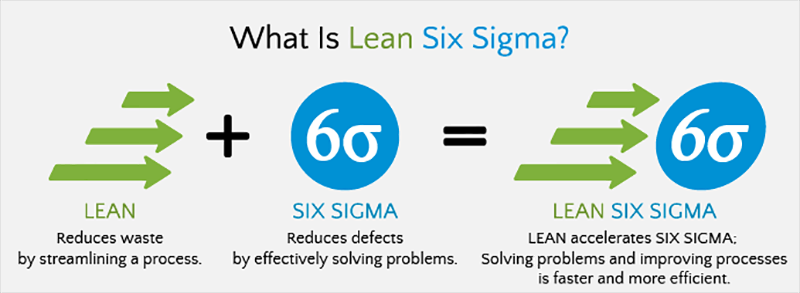 What Is Lean Six Sigma?
+
6σ
=
6σ
LEAN
Reduces waste
by streamlining a process.
SIX SIGMA
Reduces defects
by effectively solving problems.
LEAN SIX SIGMA
LEAN accelerates SIX SIGMA;
Solving problems and improving processes
is faster and more efficient.